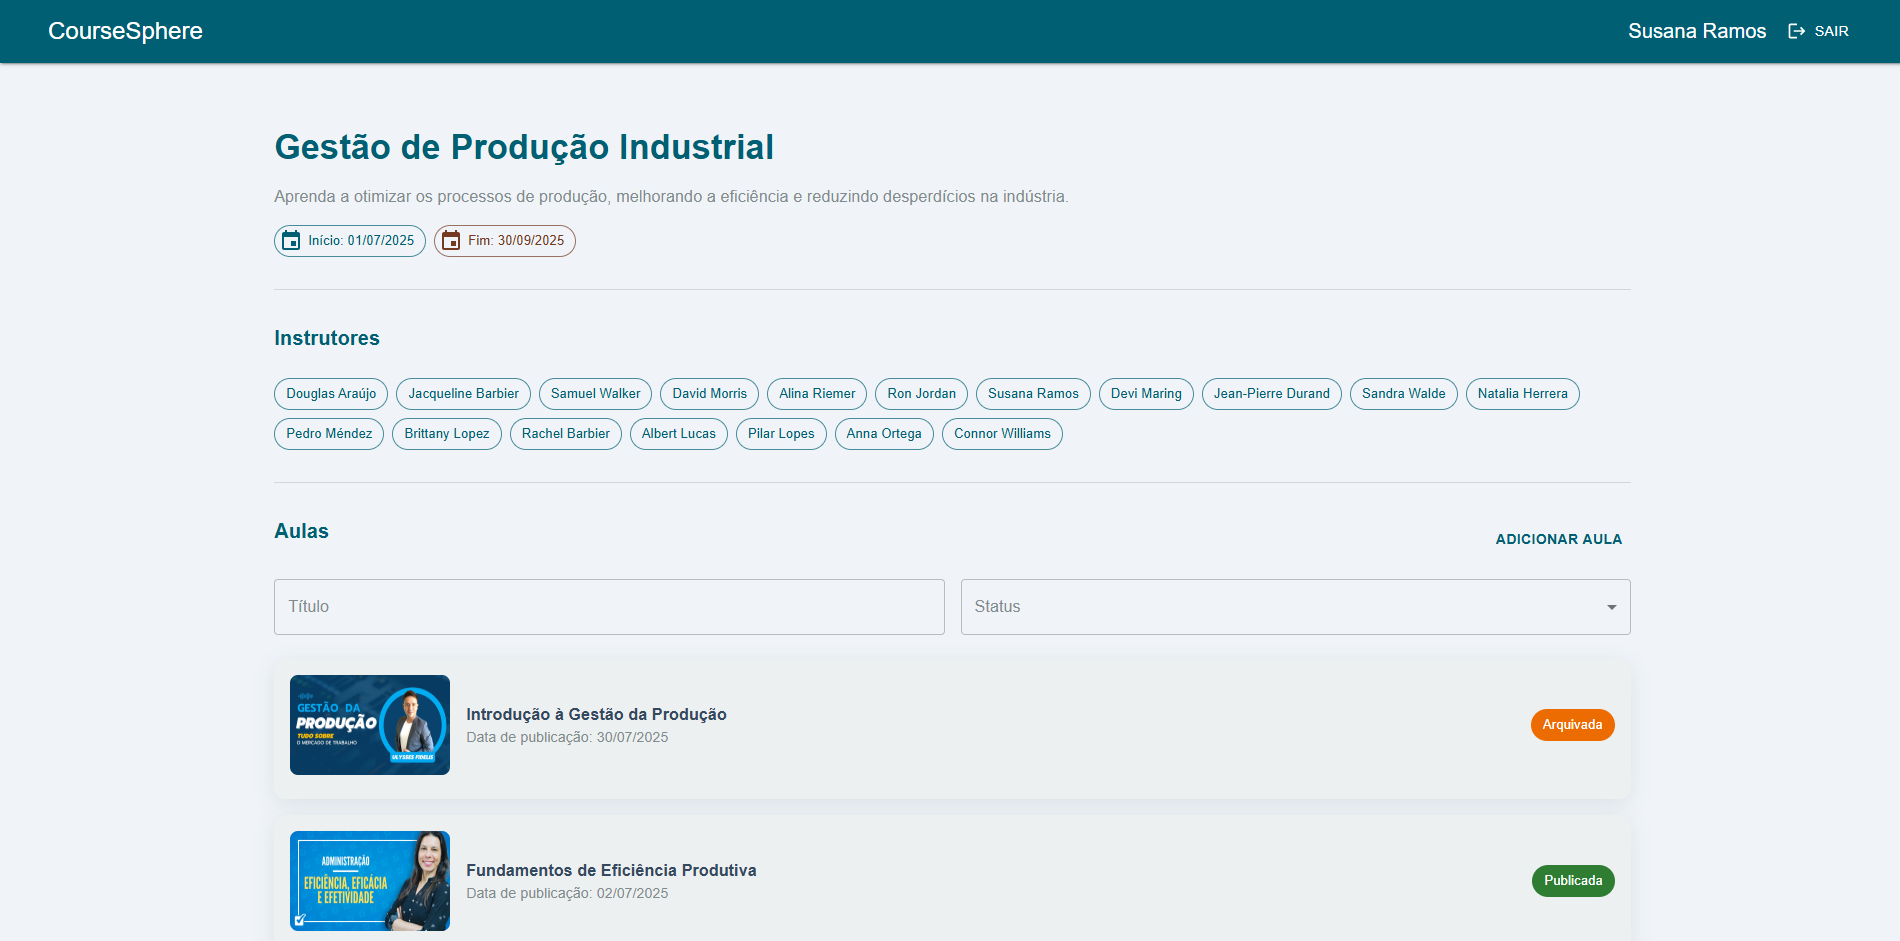 CourseSphere
Susana Ramos SAIR
Gestão de Produção Industrial
Aprenda a otimizar os processos de produção, melhorando a eficiência e reduzindo desperdícios na indústria.
Início: 01/07/2025 Fim: 30/09/2025
Instrutores
Douglas Araújo Jacqueline Barbier Samuel Walker David Morris Alina Riemer Ron Jordan Susana Ramos Devi Maring Jean-Pierre Durand Sandra Walde Natalia Herrera
Pedro Méndez Brittany Lopez Rachel Barbier Albert Lucas Pilar Lopes Anna Ortega Connor Williams
Aulas
ADICIONAR AULA
Título Status
GESTÃO DA
PRODUÇÃO
TUDO SOBRE
O MERCADO DE TRABALHO
ULYSSES FIDELIS
Introdução à Gestão da Produção
Data de publicação: 30/07/2025
Arquivada
ADMINISTRAÇÃO
EFICIÊNCIA, EFICÁCIA
E EFETIVIDADE
Fundamentos de Eficiência Produtiva
Data de publicação: 02/07/2025
Publicada